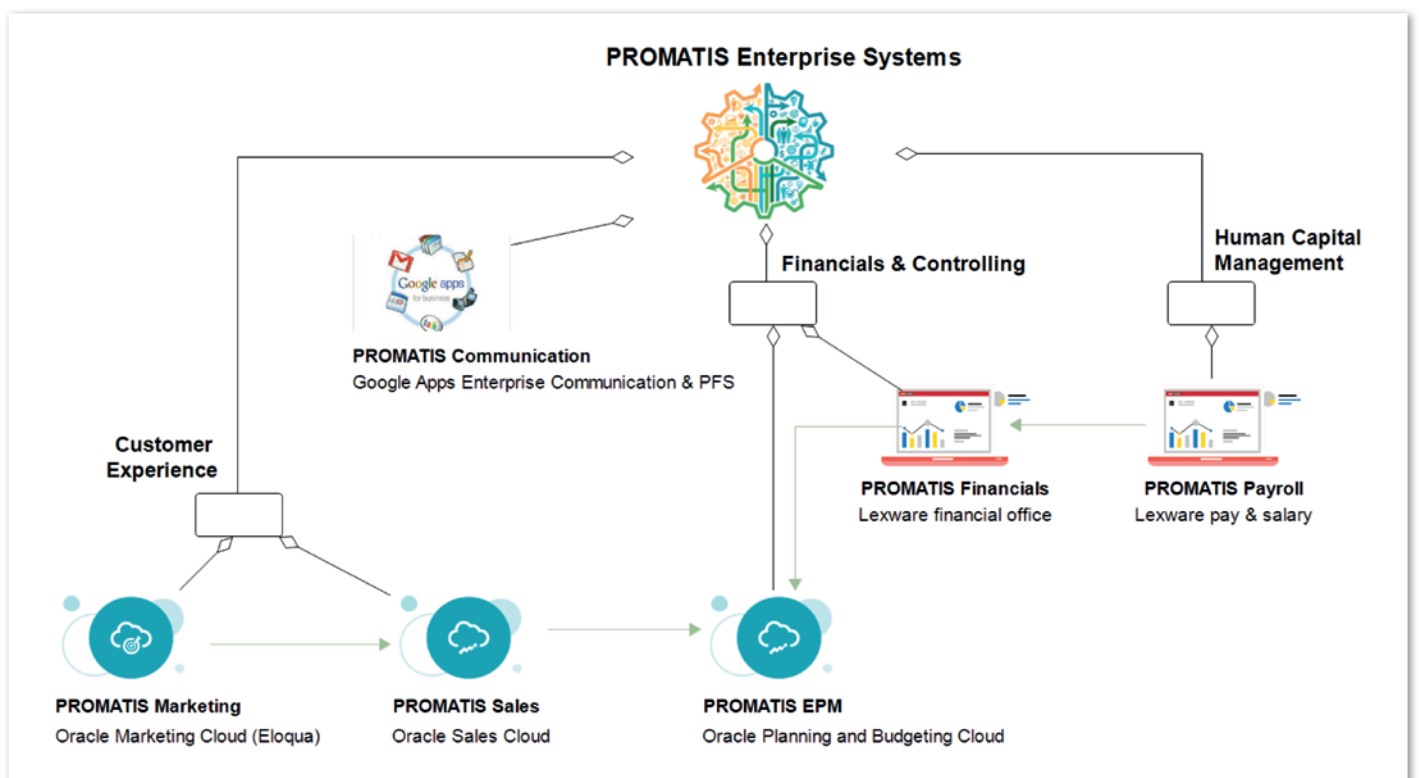 PROMATIS Enterprise Systems
Human Capital
Management
Financials & Controlling
Google apps
for business
PROMATIS Communication
Google Apps Enterprise Communication & PFS
Customer
Experience
PROMATIS Financials
Lexware financial office
PROMATIS Payroll
Lexware pay & salary
PROMATIS Marketing
Oracle Marketing Cloud (Eloqua)
PROMATIS Sales
Oracle Sales Cloud
PROMATIS EPM
Oracle Planning and Budgeting Cloud